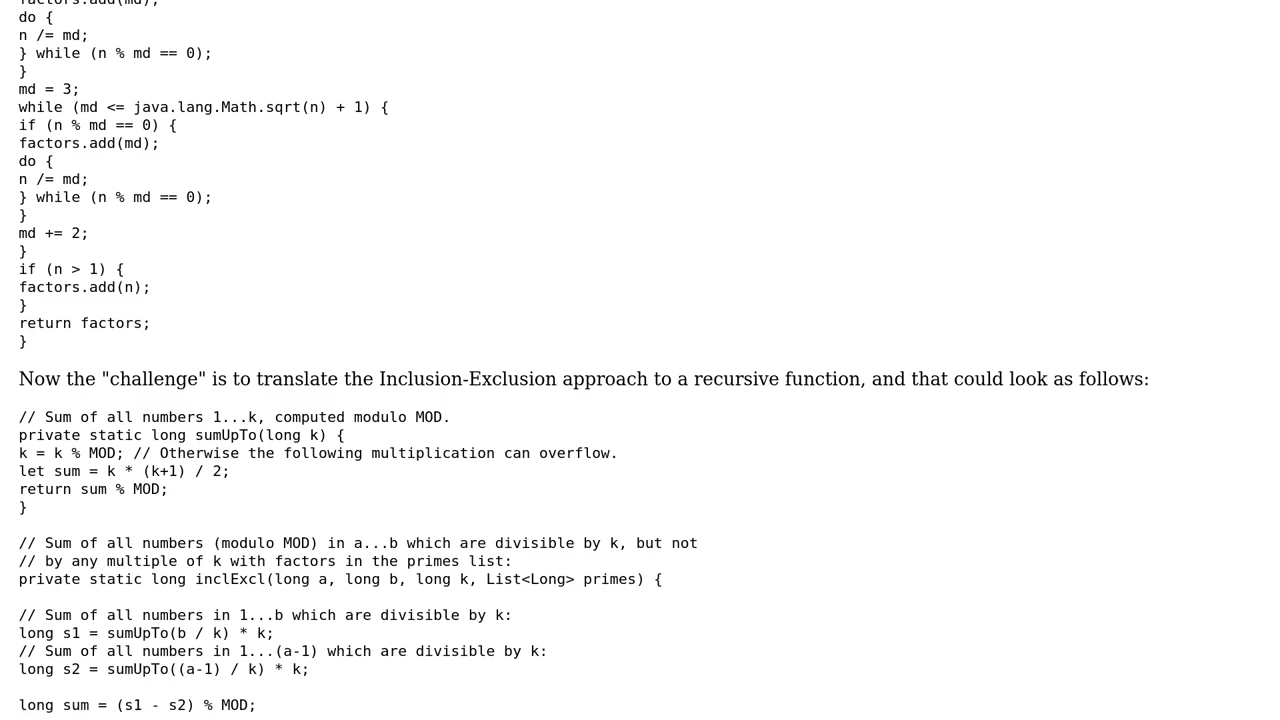 factors.add(md);
do {
n /= md;
} while (n % md == 0);
}
md = 3;
while (md <= java.lang.Math.sqrt(n) + 1) {
if (n % md == 0) {
factors.add(md);
do {
n /= md;
} while (n % md == 0);
}
md += 2;
}
if (n > 1) {
factors.add(n);
}
return factors;
}
Now the "challenge" is to translate the Inclusion-Exclusion approach to a recursive function, and that could look as follows:
// Sum of all numbers 1...k, computed modulo MOD.
private static long sumUpTo(long k) {
k = k % MOD; // Otherwise the following multiplication can overflow.
let sum = k * (k+1) / 2;
return sum % MOD;
}
// Sum of all numbers (modulo MOD) in a...b which are divisible by k, but not
// by any multiple of k with factors in the primes list:
private static long inclExcl(long a, long b, long k, List<Long> primes) {
// Sum of all numbers in 1...b which are divisible by k:
long s1 = sumUpTo(b / k) * k;
// Sum of all numbers in 1...(a-1) which are divisible by k:
long s2 = sumUpTo((a-1) / k) * k;
long sum = (s1 - s2) % MOD;